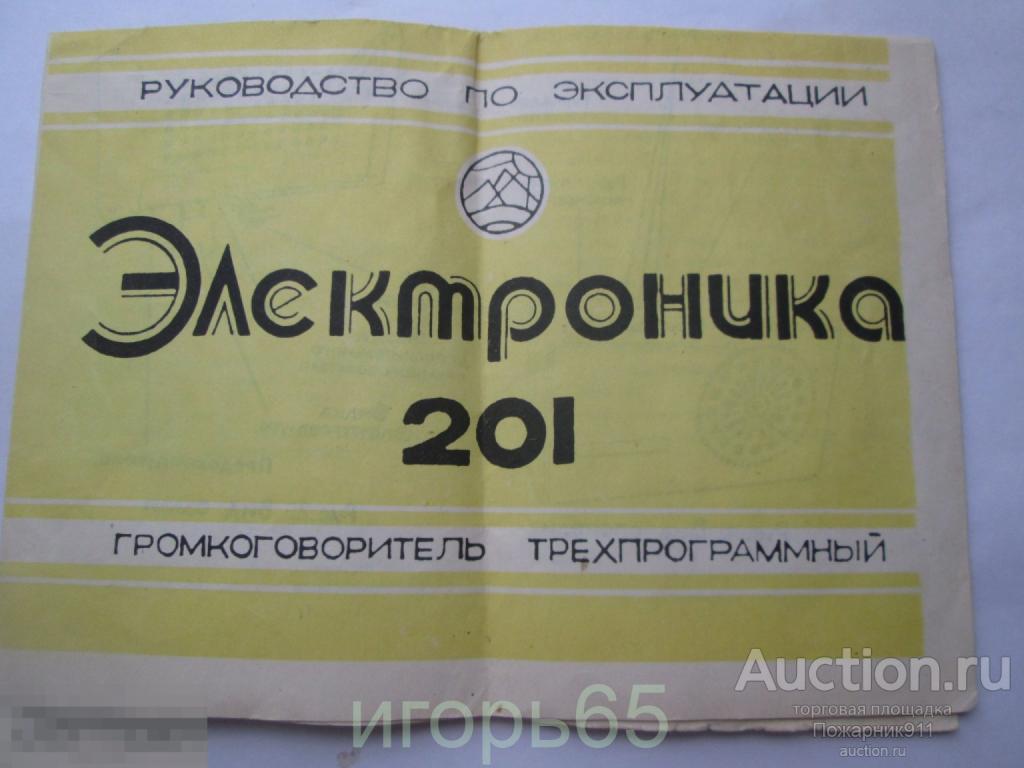 РУКОВОДСТВО ПО ЭКСПЛУАТАЦИИ
Электроника
201
ГРОМКОГОВОРИТЕЛЬ ТРЕХПРОГРАММНЫЙ
Auction.ru
торговая площадка
игорь65
Пожарник911
auction.ru